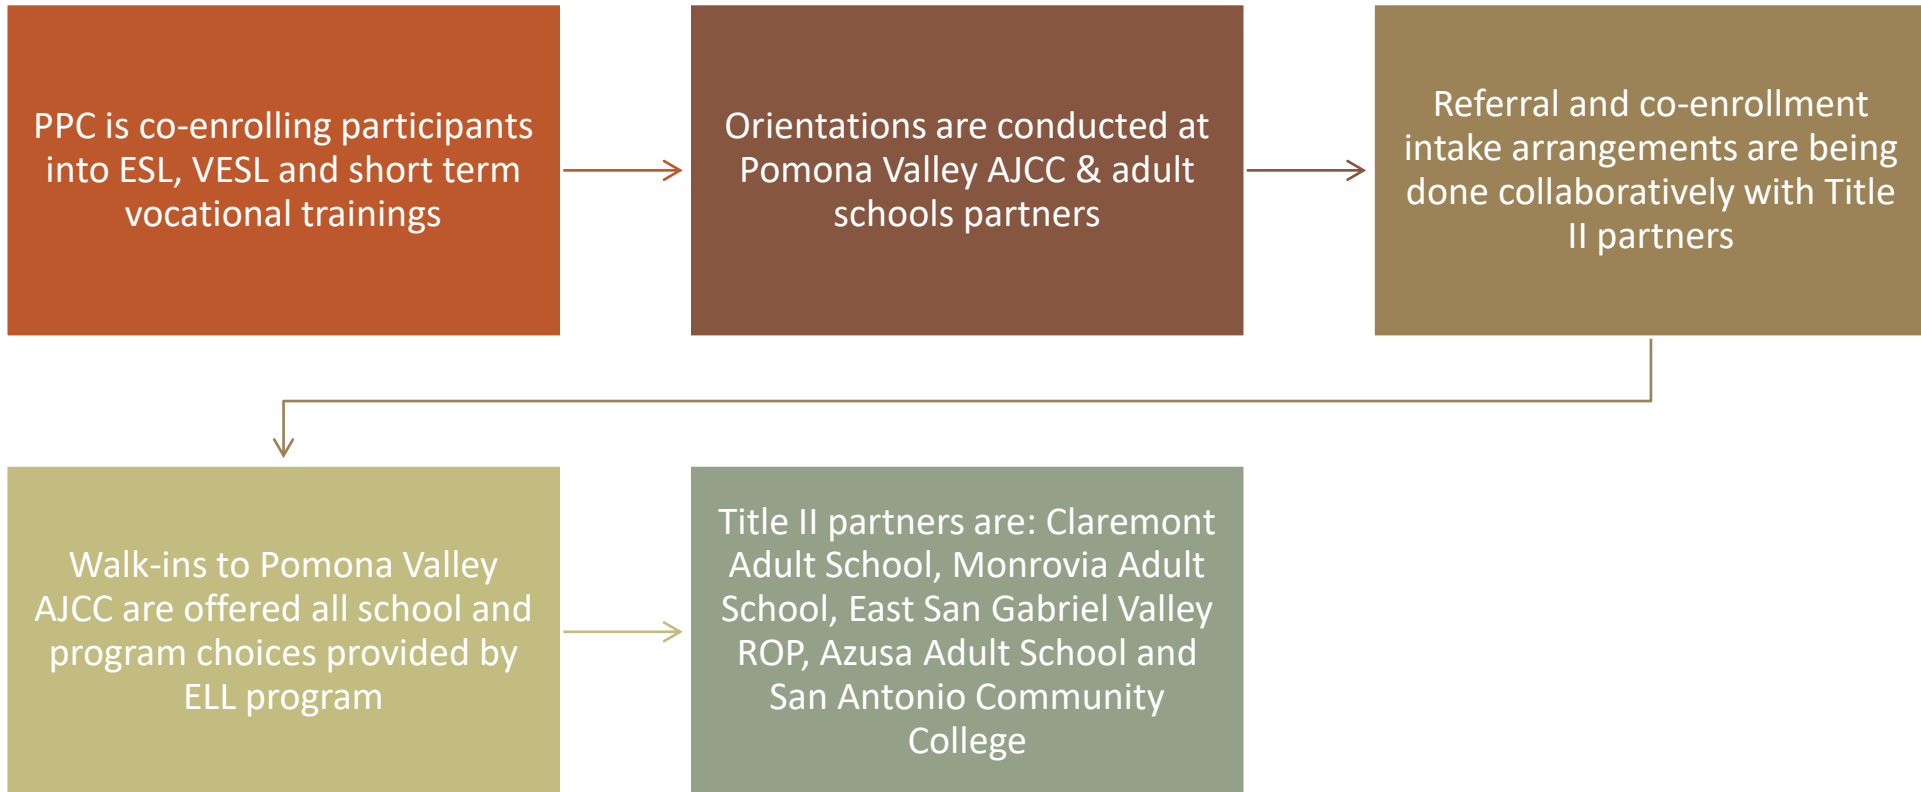 PPC is co-enrolling participants
into ESL, VESL and short term
vocational trainings
Orientations are conducted at
Pomona Valley AJCC & adult
schools partners
Referral and co-enrollment
intake arrangements are being
done collaboratively with Title
II partners
Walk-ins to Pomona Valley
AJCC are offered all school and
program choices provided by
ELL program
Title II partners are: Claremont
Adult School, Monrovia Adult
School, East San Gabriel Valley
ROP, Azusa Adult School and
San Antonio Community
College